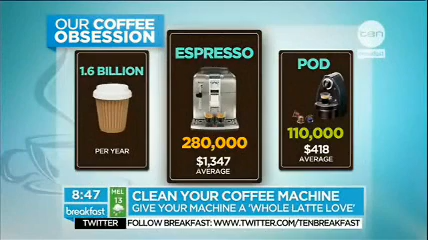 OUR COFFEE
OBSESSION
1.6 BILLION
PER YEAR
ESPRESSO
280,000
$1,347
AVERAGE
POD
110,000
$418
AVERAGE
ten
breakfast
8:47
MEL
13
breakfast
CLEAN YOUR COFFEE MACHINE
GIVE YOUR MACHINE A 'WHOLE LATTE LOVE'
TWITTER
FOLLOW BREAKFAST: WWW.TWITTER.COM/TENBREAKFAST